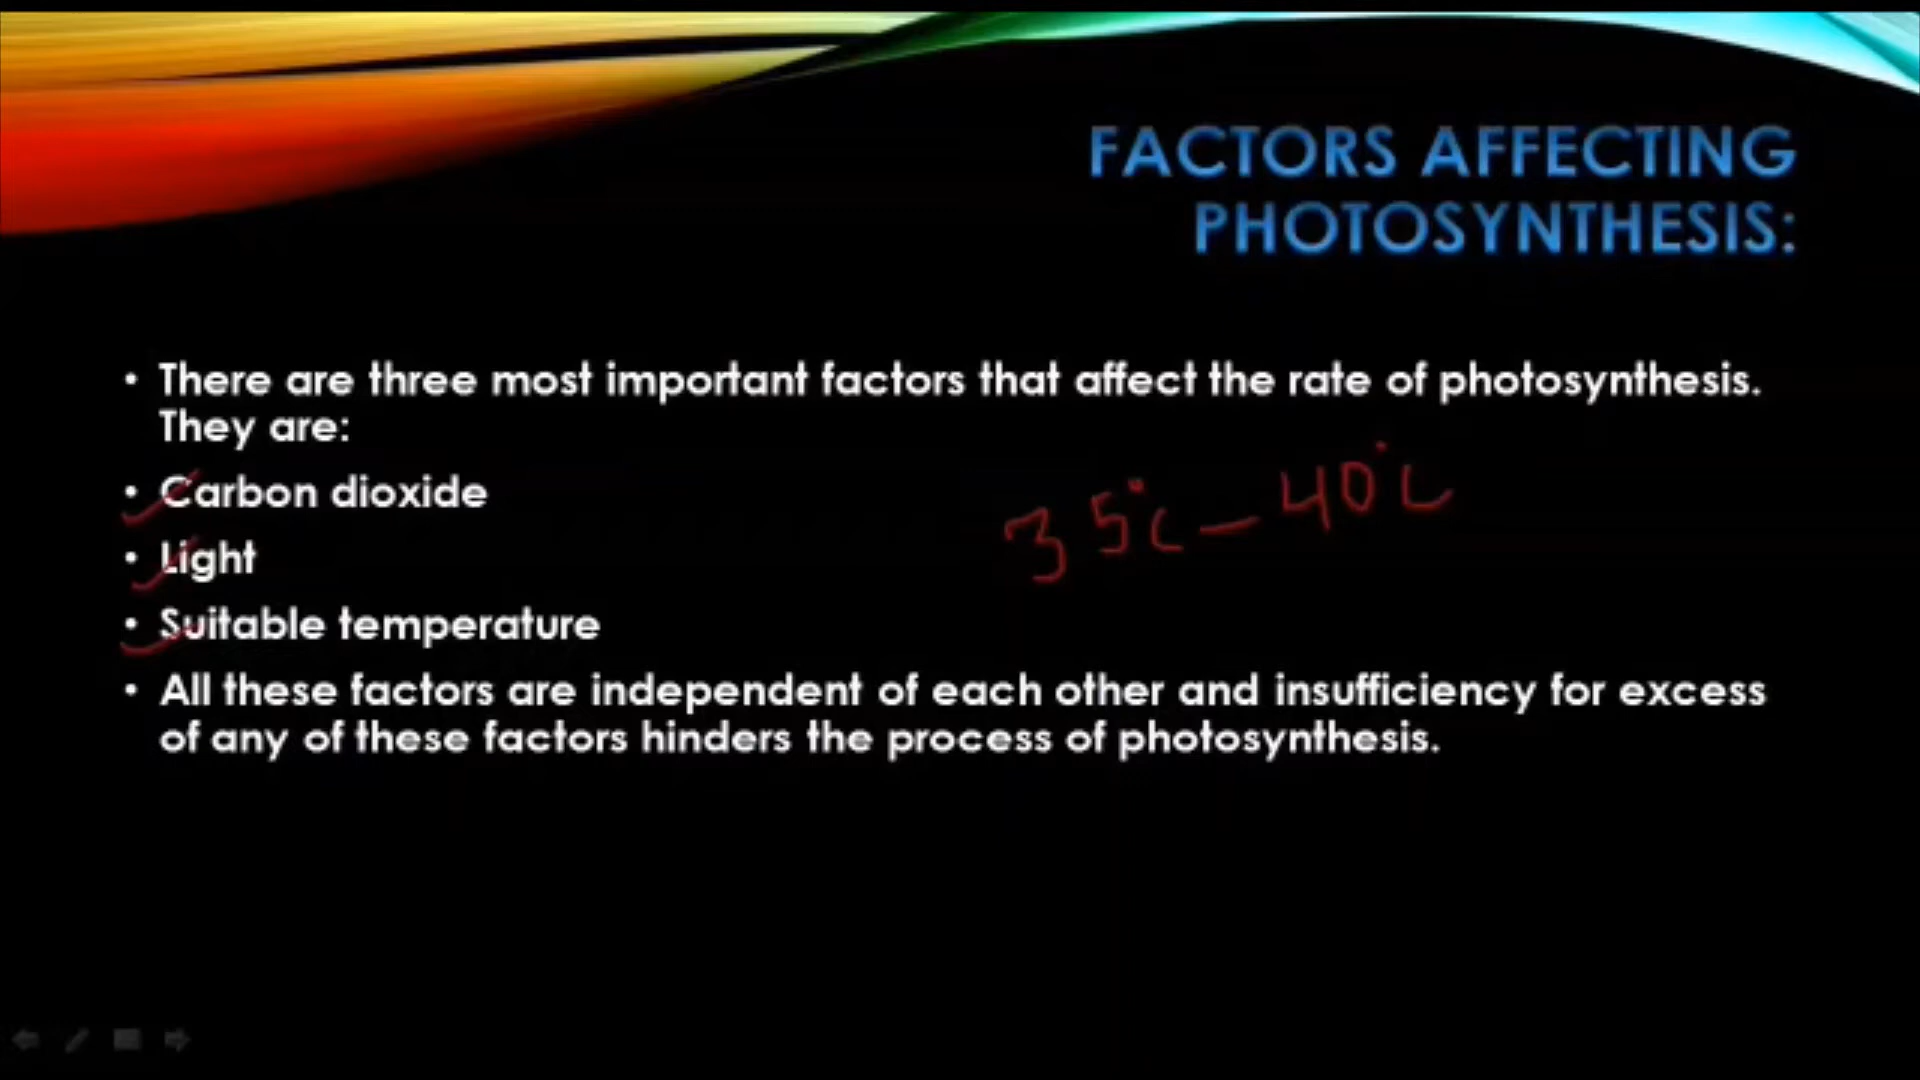 FACTORS AFFECTING
PHOTOSYNTHESIS:
• There are three most important factors that affect the rate of photosynthesis.
They are:
• Carbon dioxide
35°C - 40°C
• Light
• Suitable temperature
• All these factors are independent of each other and insufficiency for excess
of any of these factors hinders the process of photosynthesis.